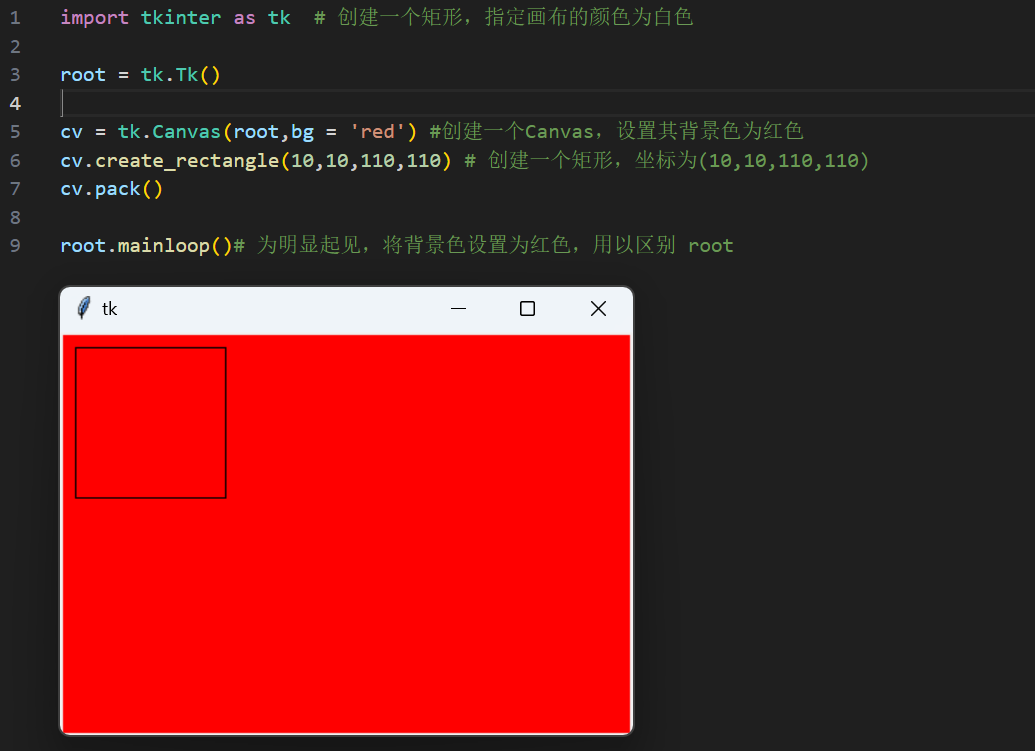 1 import tkinter as tk  # 创建一个矩形，指定画布的颜色为白色
2
3 root = tk.Tk()
4
5 cv = tk.Canvas(root,bg = 'red') #创建一个Canvas，设置其背景色为红色
6 cv.create_rectangle(10,10,110,110) # 创建一个矩形，坐标为(10,10,110,110)
7 cv.pack()
8
9 root.mainloop()# 为明显起见，将背景色设置为红色，用以区别 root
tk